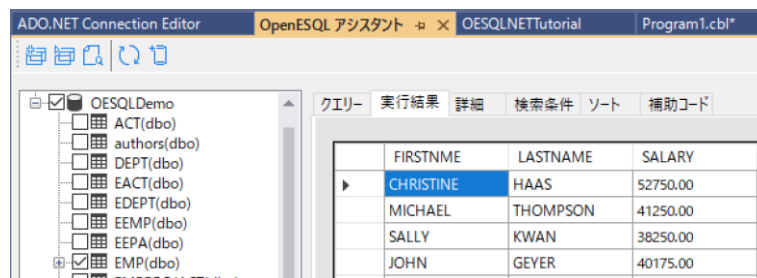 ADO.NET Connection Editor
OpenESQL アシスタント
OESQLNETTutorial
Program1.cbl*
OESQLDemo
ACT(dbo)
authors(dbo)
DEPT(dbo)
EACT(dbo)
EDEPT(dbo)
EEMP(dbo)
EEPA(dbo)
EMP(dbo)
クエリー 実行結果 詳細 検索条件 ソート 補助コード
FIRSTNME LASTNAME SALARY
CHRISTINE HAAS 52750.00
MICHAEL THOMPSON 41250.00
SALLY KWAN 38250.00
JOHN GEYER 40175.00